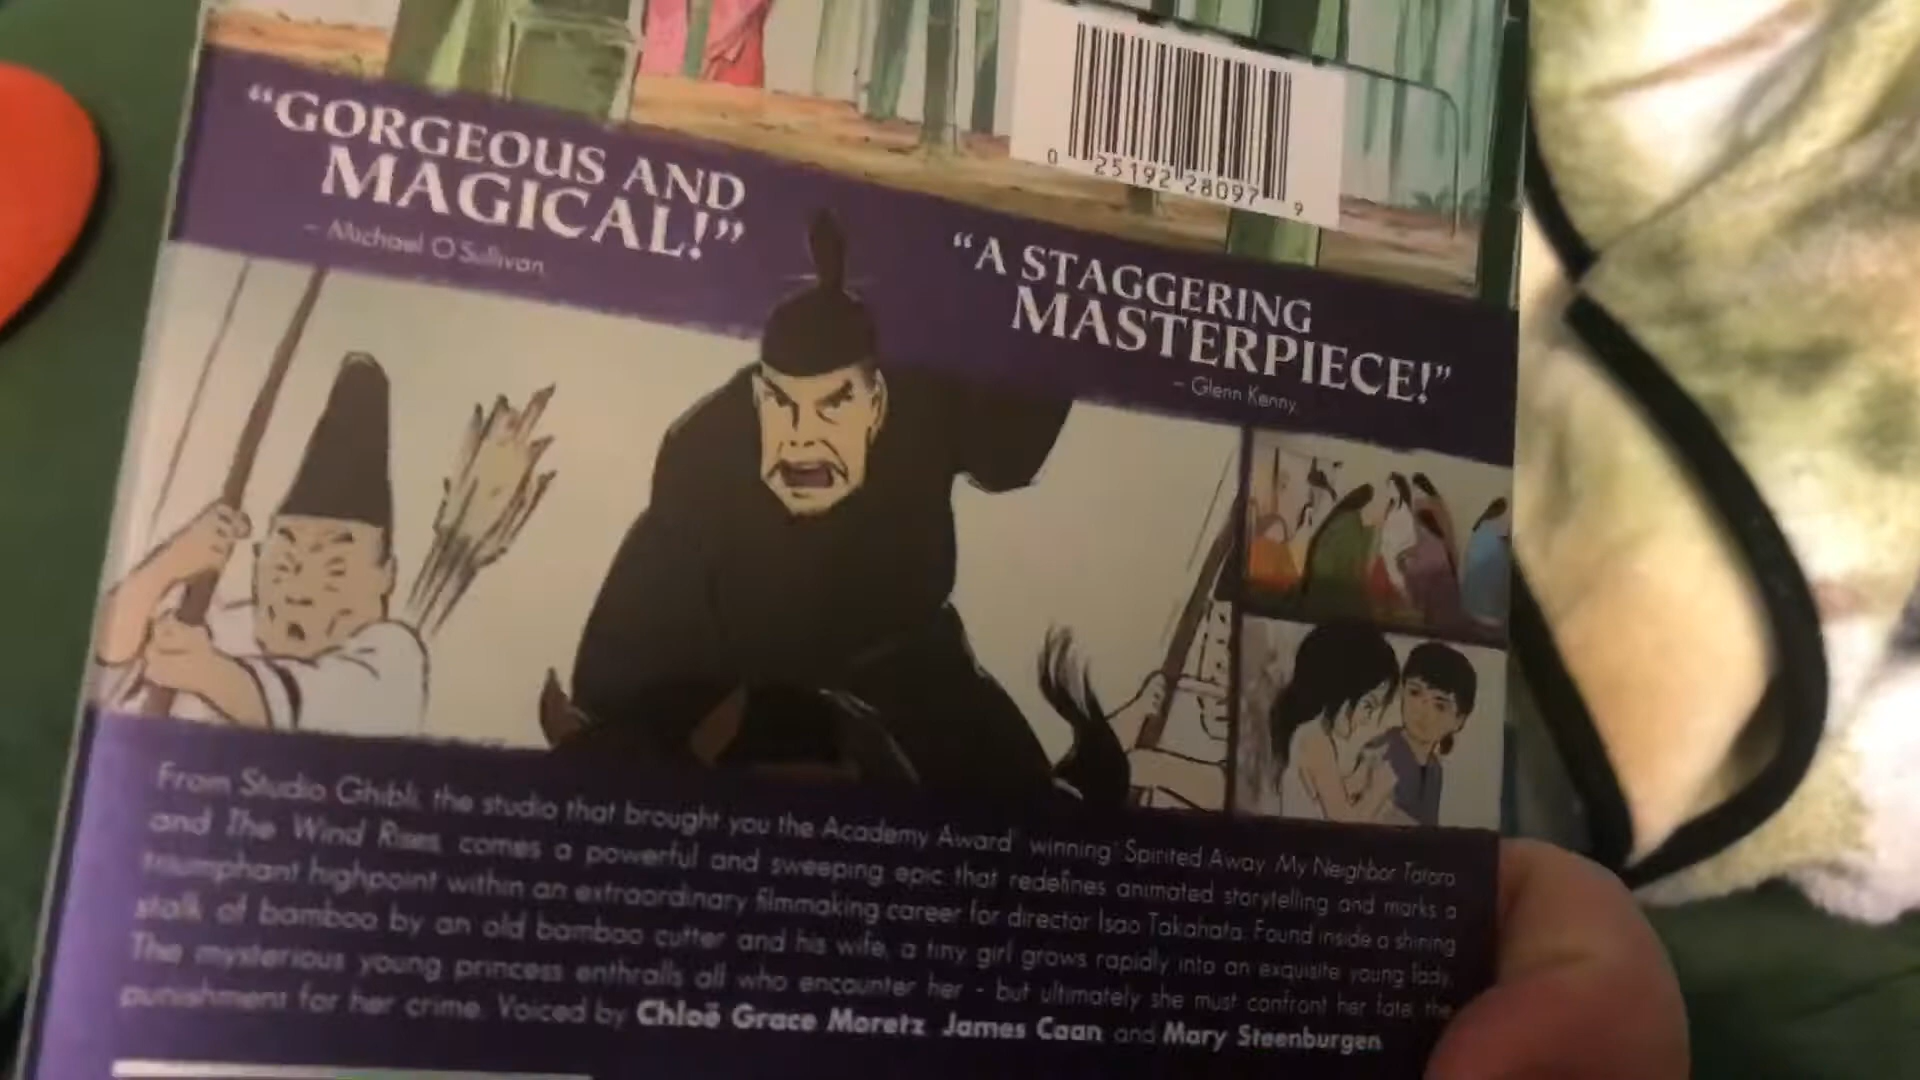 0 25192 28097 9
"GORGEOUS AND
MAGICAL!"
– Michael O'Sullivan
"A STAGGERING
MASTERPIECE!"
– Glenn Kenny
From Studio Ghibli, the studio that brought you the Academy Award® winning* Spirited Away, My Neighbor Totoro
and The Wind Rises, comes a powerful and sweeping epic that redefines animated storytelling and marks a
triumphant highpoint within an extraordinary filmmaking career for director Isao Takahata. Found inside a shining
stalk of bamboo by an old bamboo cutter and his wife, a tiny girl grows rapidly into an exquisite young lady.
The mysterious young princess enthralls all who encounter her - but ultimately she must confront her fate, the
punishment for her crime. Voiced by Chloë Grace Moretz, James Caan, and Mary Steenburgen.